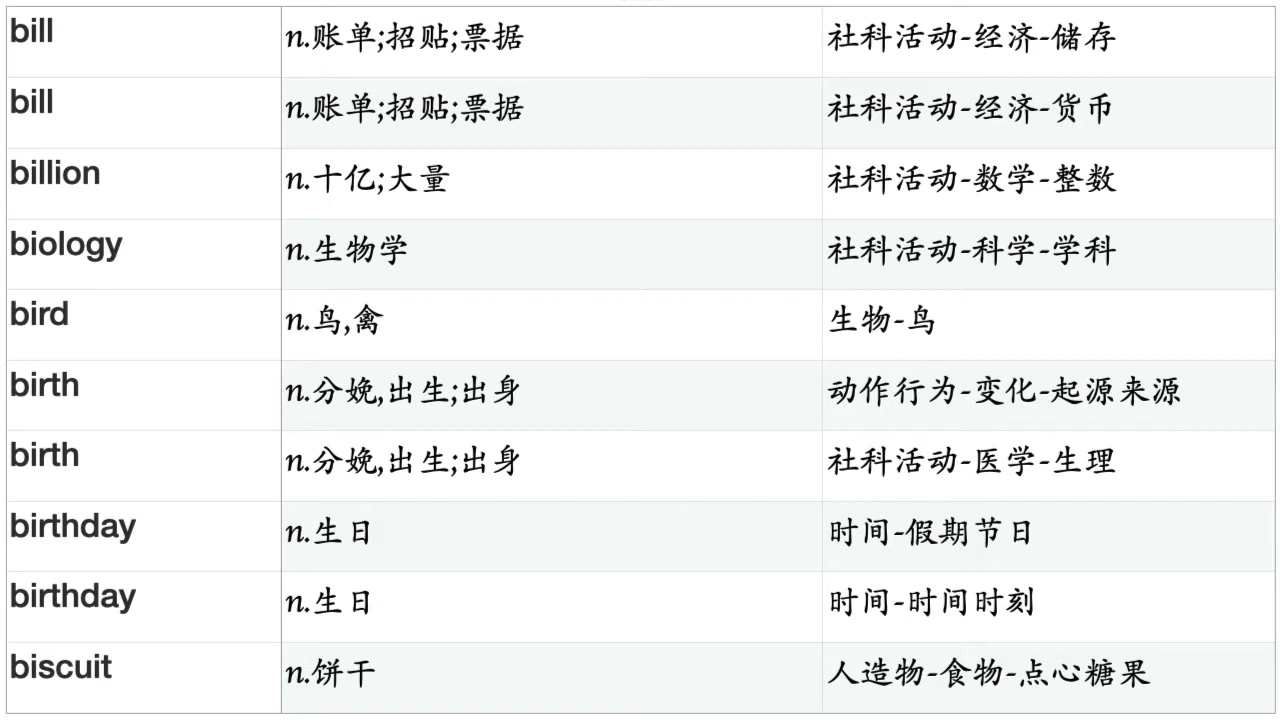 bill n.账单;招贴;票据 社科活动-经济-储存
bill n.账单;招贴;票据 社科活动-经济-货币
billion n.十亿;大量 社科活动-数学-整数
biology n.生物学 社科活动-科学-学科
bird n.鸟,禽 生物-鸟
birth n.分娩,出生;出身 动作行为-变化-起源来源
birth n.分娩,出生;出身 社科活动-医学-生理
birthday n.生日 时间-假期节日
birthday n.生日 时间-时间时刻
biscuit n.饼干 人造物-食物-点心糖果